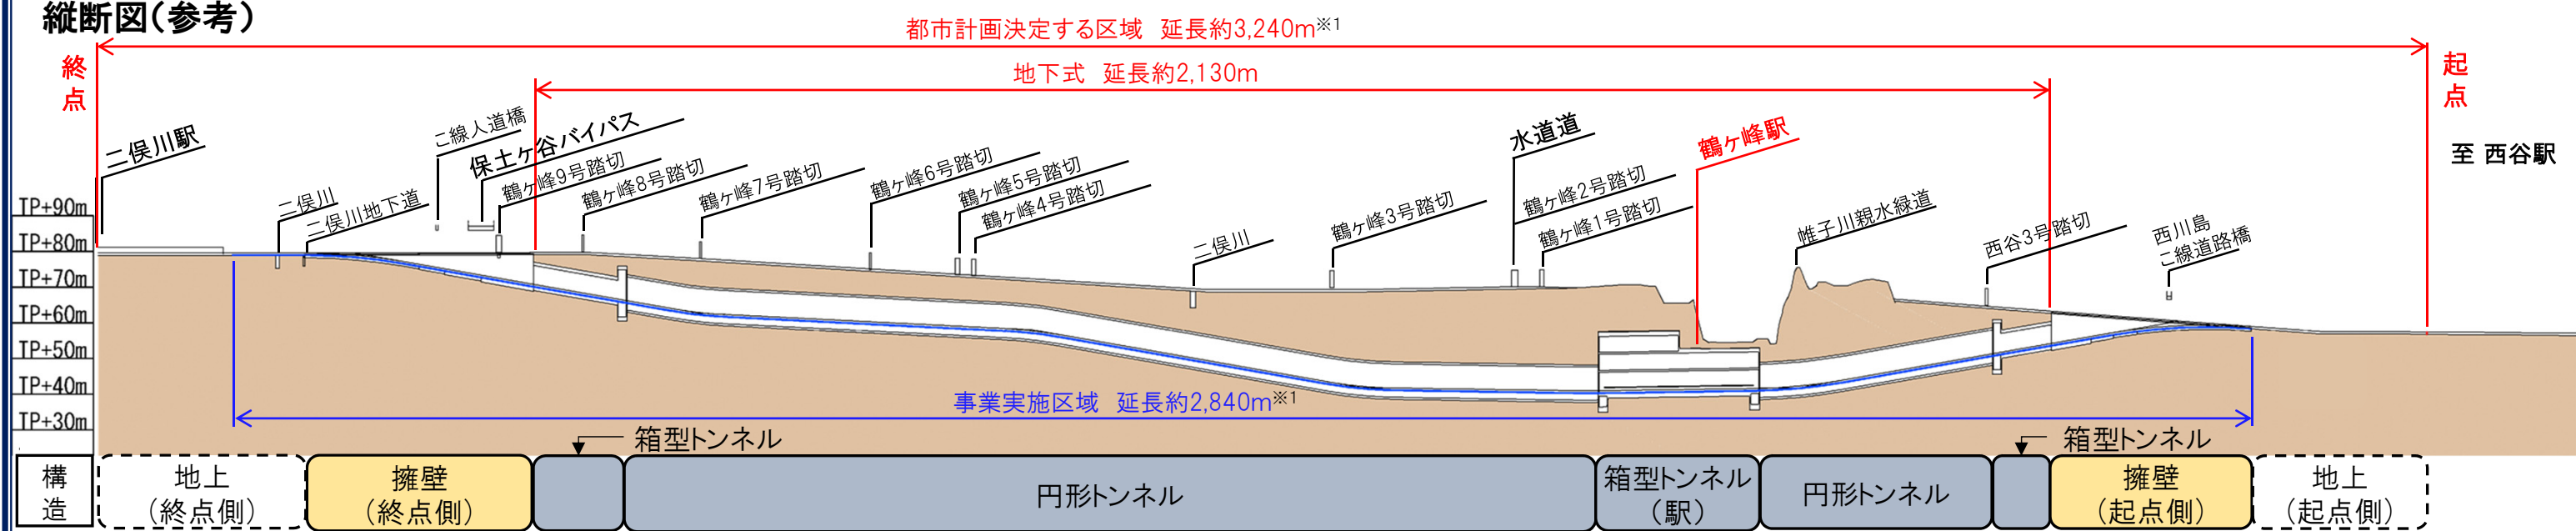 縦断図(参考)
都市計画決定する区域 延長約3,240m※1
地下式 延長約2,130m
終点
起点
至 西谷駅
二俣川駅
二俣川
二俣川地下道
こ線人道橋
保土ヶ谷バイパス
鶴ヶ峰9号踏切
鶴ヶ峰8号踏切
鶴ヶ峰7号踏切
鶴ヶ峰6号踏切
鶴ヶ峰5号踏切
鶴ヶ峰4号踏切
二俣川
鶴ヶ峰3号踏切
水道道
鶴ヶ峰2号踏切
鶴ヶ峰1号踏切
鶴ヶ峰駅
帷子川親水緑道
西谷3号踏切
西川島
こ線道路橋
TP+90m
TP+80m
TP+70m
TP+60m
TP+50m
TP+40m
TP+30m
事業実施区域 延長約2,840m※1
箱型トンネル
箱型トンネル
構造
地上
(終点側)
擁壁
(終点側)
円形トンネル
箱型トンネル
(駅)
円形トンネル
擁壁
(起点側)
地上
(起点側)